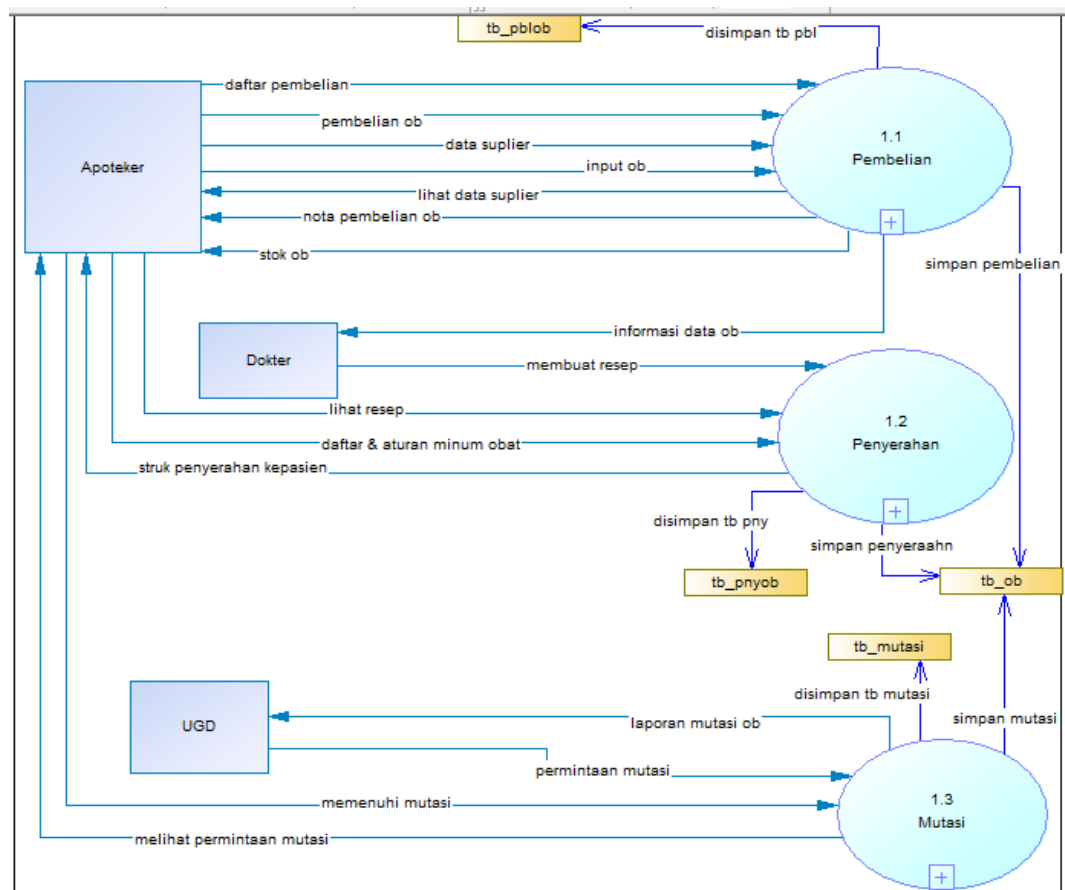 tb_pblob
disimpan tb pbl
daftar pembelian
pembelian ob
data suplier
input ob
lihat data suplier
nota pembelian ob
stok ob
Apoteker
1.1
Pembelian
simpan pembelian
informasi data ob
Dokter
membuat resep
lihat resep
daftar & aturan minum obat
struk penyerahan kepasien
1.2
Penyerahan
disimpan tb pny
simpan penyeraahn
tb_pnyob
tb_ob
tb_mutasi
disimpan tb mutasi
simpan mutasi
UGD
laporan mutasi ob
permintaan mutasi
memenuhi mutasi
melihat permintaan mutasi
1.3
Mutasi